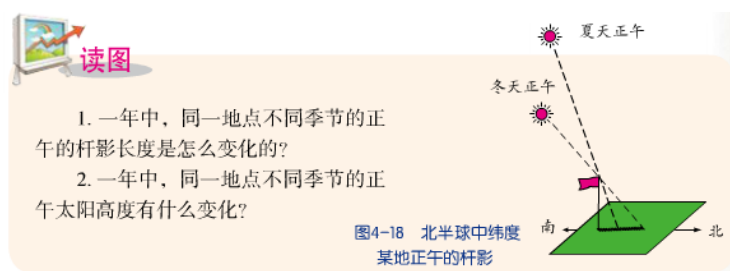 读图
1. 一年中，同一地点不同季节的正
午的杆影长度是怎么变化的？
2. 一年中，同一地点不同季节的正
午太阳高度有什么变化？
夏天正午
冬天正午
南
北
图4-18 北半球中纬度
某地正午的杆影